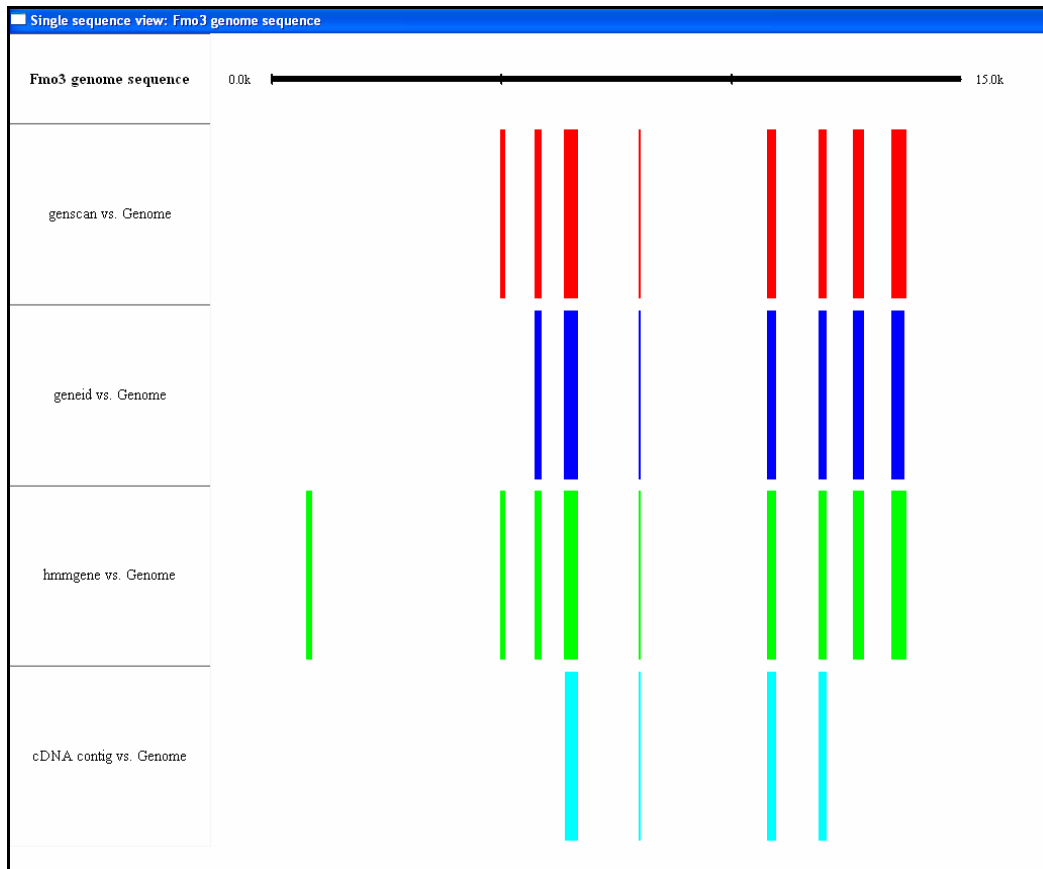 Single sequence view: Fmo3 genome sequence
Fmo3 genome sequence
0.0k
15.0k
genscan vs. Genome
geneid vs. Genome
hmmgene vs. Genome
cDNA contig vs. Genome